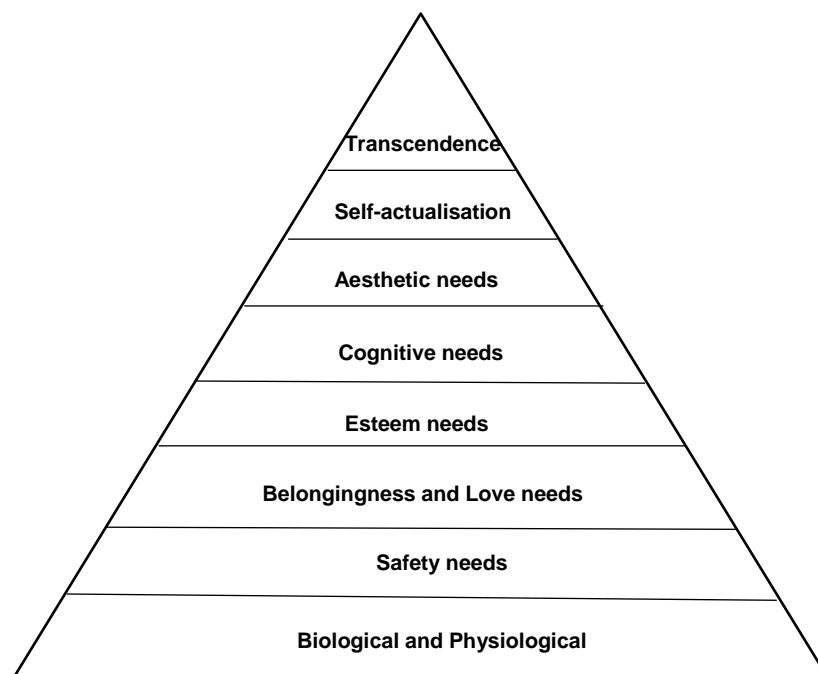 Transcendence
Self-actualisation
Aesthetic needs
Cognitive needs
Esteem needs
Belongingness and Love needs
Safety needs
Biological and Physiological